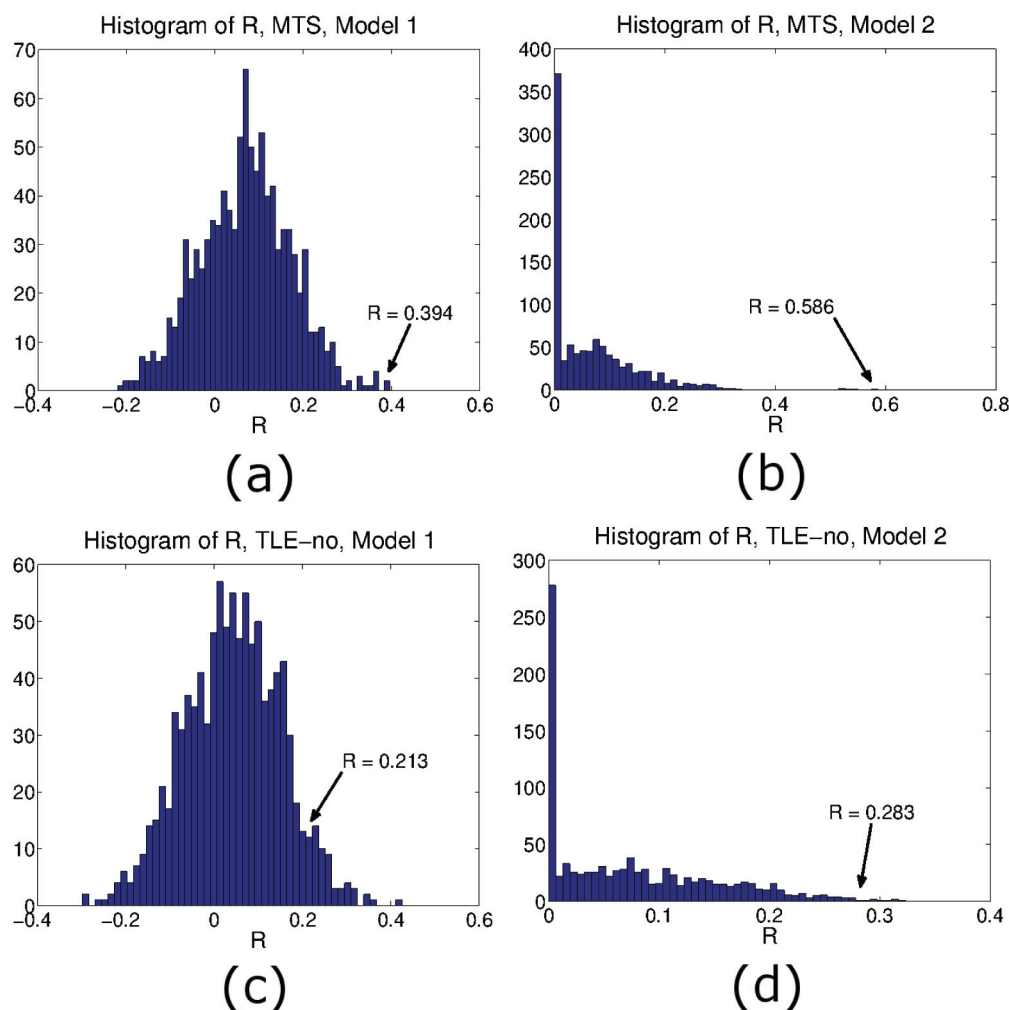 Histogram of R, MTS, Model 1
70
60
50
40
30
20
10
0
−0.4 −0.2 0 0.2 0.4 0.6
R
R = 0.394
(a)
Histogram of R, MTS, Model 2
400
350
300
250
200
150
100
50
0
0 0.2 0.4 0.6 0.8
R
R = 0.586
(b)
Histogram of R, TLE−no, Model 1
60
50
40
30
20
10
0
−0.4 −0.2 0 0.2 0.4 0.6
R
R = 0.213
(c)
Histogram of R, TLE−no, Model 2
300
250
200
150
100
50
0
0 0.1 0.2 0.3 0.4
R
R = 0.283
(d)